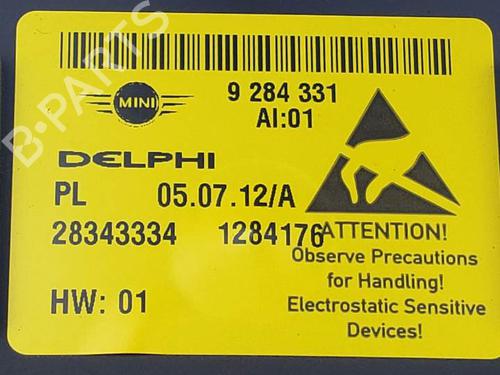 B-PARTS
MINI
9 284 331
AI:01
DELPHI
PL 05.07.12/A
28343334 1284176
HW: 01
ATTENTION!
Observe Precautions
for Handling!
Electrostatic Sensitive
Devices!